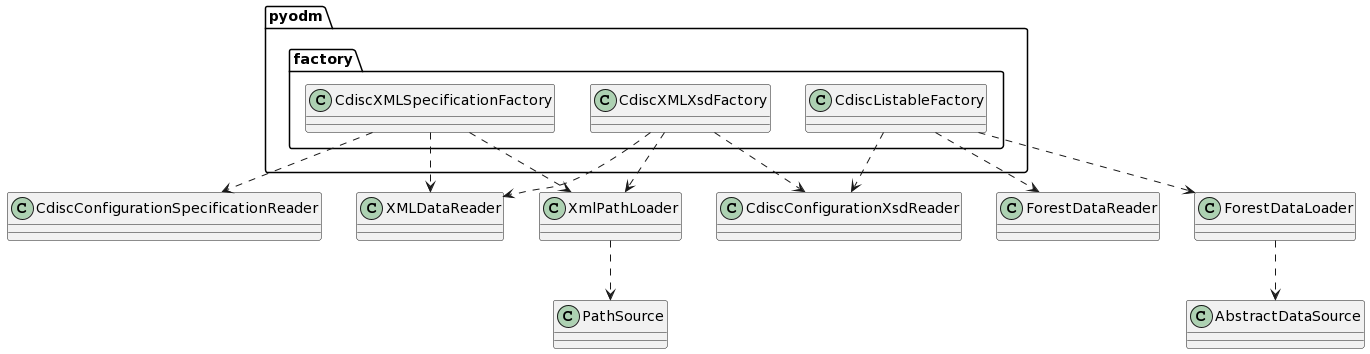 pyodm
factory
C CdiscXMLSpecificationFactory
C CdiscXMLXsdFactory
C CdiscListableFactory
C CdiscConfigurationSpecificationReader
C XMLDataReader
C XmlPathLoader
C CdiscConfigurationXsdReader
C ForestDataReader
C ForestDataLoader
C PathSource
C AbstractDataSource